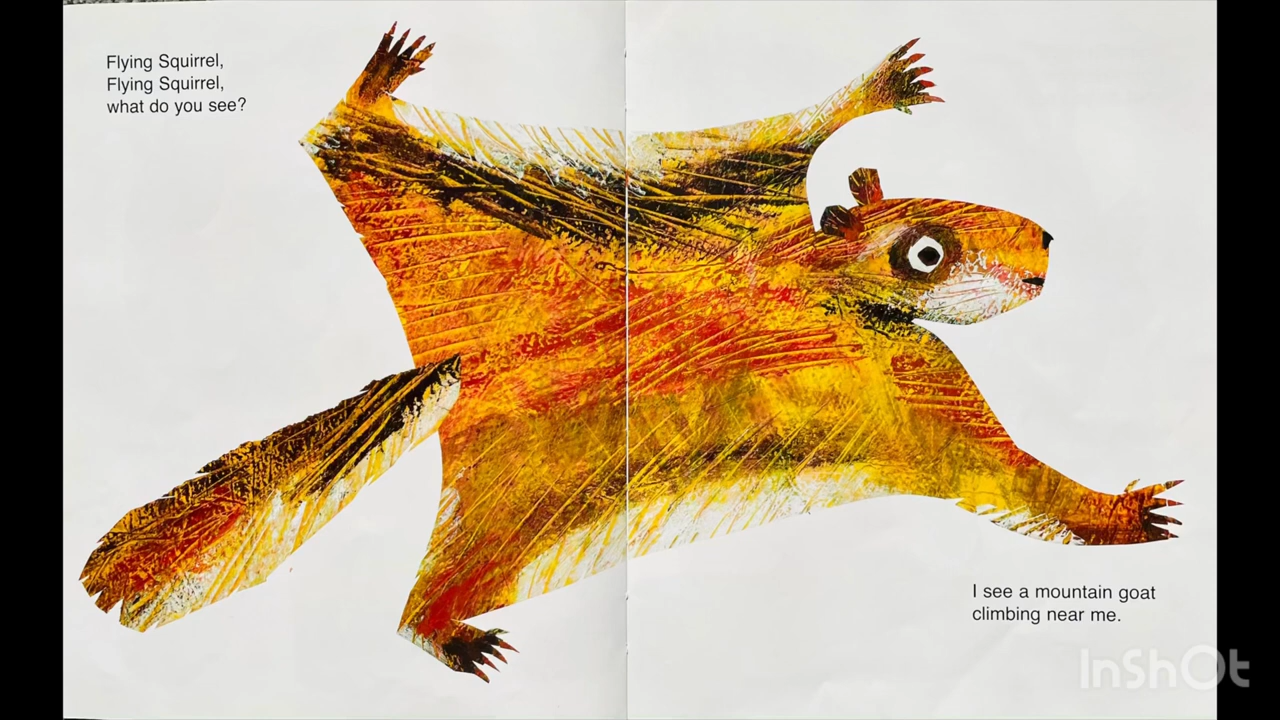 Flying Squirrel,
Flying Squirrel,
what do you see?
I see a mountain goat
climbing near me.
InShOt